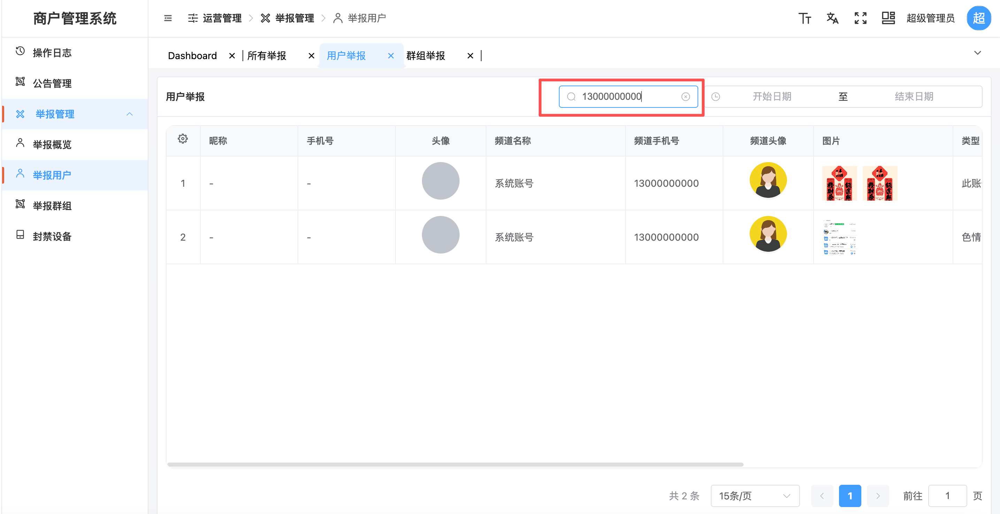 商户管理系统
运营管理
举报管理
举报用户
超级管理员
超
操作日志
公告管理
举报管理
举报概览
举报用户
举报群组
封禁设备
Dashboard
所有举报
用户举报
群组举报
用户举报
13000000000
开始日期 至 结束日期
昵称 手机号 头像 频道名称 频道手机号 频道头像 图片 类型
1 - - 系统账号 13000000000 此账
2 - - 系统账号 13000000000 色情
共 2 条 15条/页 1 前往 1 页